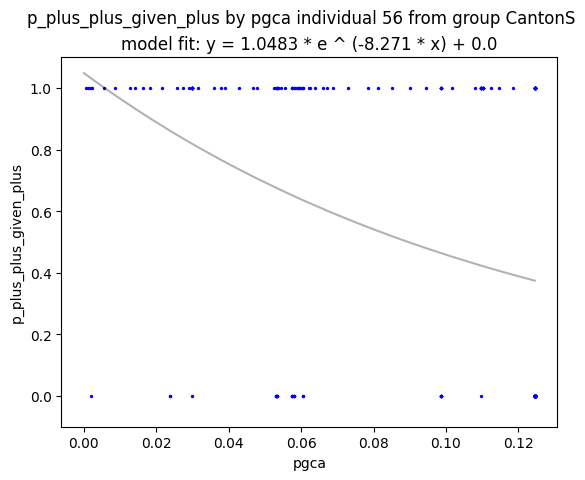 p_plus_plus_given_plus by pgca individual 56 from group CantonS
model fit: y = 1.0483 * e ^ (-8.271 * x) + 0.0
1.0
0.8
0.6
0.4
0.2
0.0
p_plus_plus_given_plus
0.00 0.02 0.04 0.06 0.08 0.10 0.12
pgca